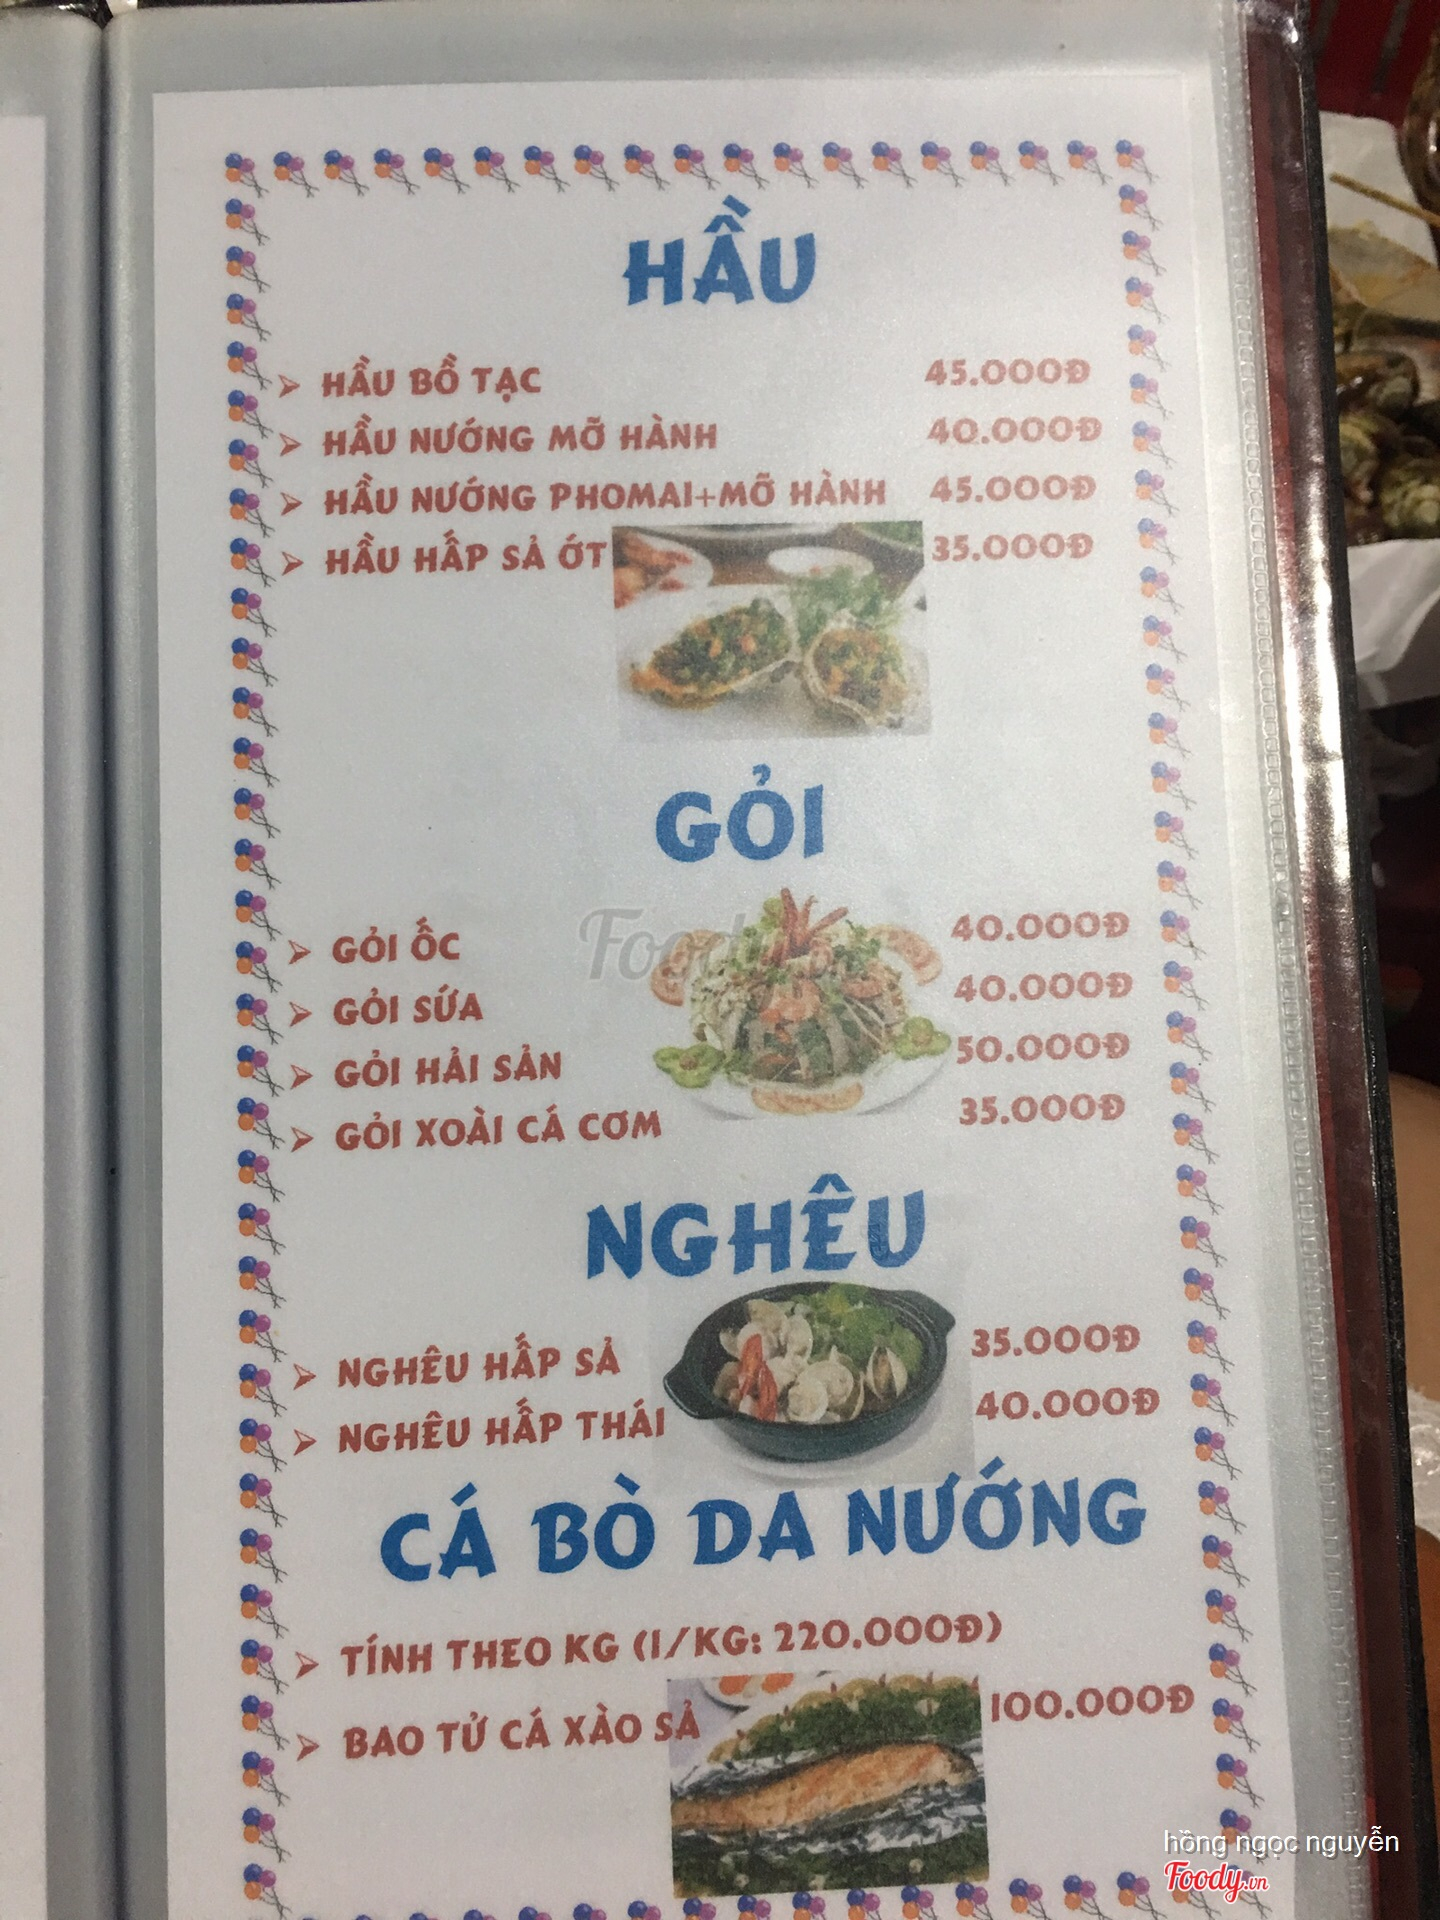 HẦU
HẦU BỒ TẠC 45.000Đ
HẦU NƯỚNG MỠ HÀNH 40.000Đ
HẦU NƯỚNG PHOMAI+MỠ HÀNH 45.000Đ
HẦU HẤP SẢ ỚT 35.000Đ
GỎI
Foody.vn
GỎI ỐC 40.000Đ
GỎI SỨA 40.000Đ
GỎI HẢI SẢN 50.000Đ
GỎI XOÀI CÁ CƠM 35.000Đ
NGHÊU
NGHÊU HẤP SẢ 35.000Đ
NGHÊU HẤP THÁI 40.000Đ
CÁ BÒ DA NƯỚNG
TÍNH THEO KG (1/KG: 220.000Đ)
BAO TỬ CÁ XÀO SẢ 100.000Đ
hồng ngọc nguyễn
Foody.vn